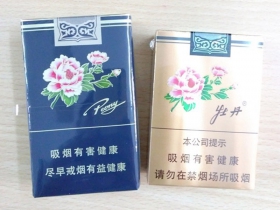 Peony
吸烟有害健康
尽早戒烟有益健康
牡丹
本公司提示
吸烟有害健康
请勿在禁烟场所吸烟